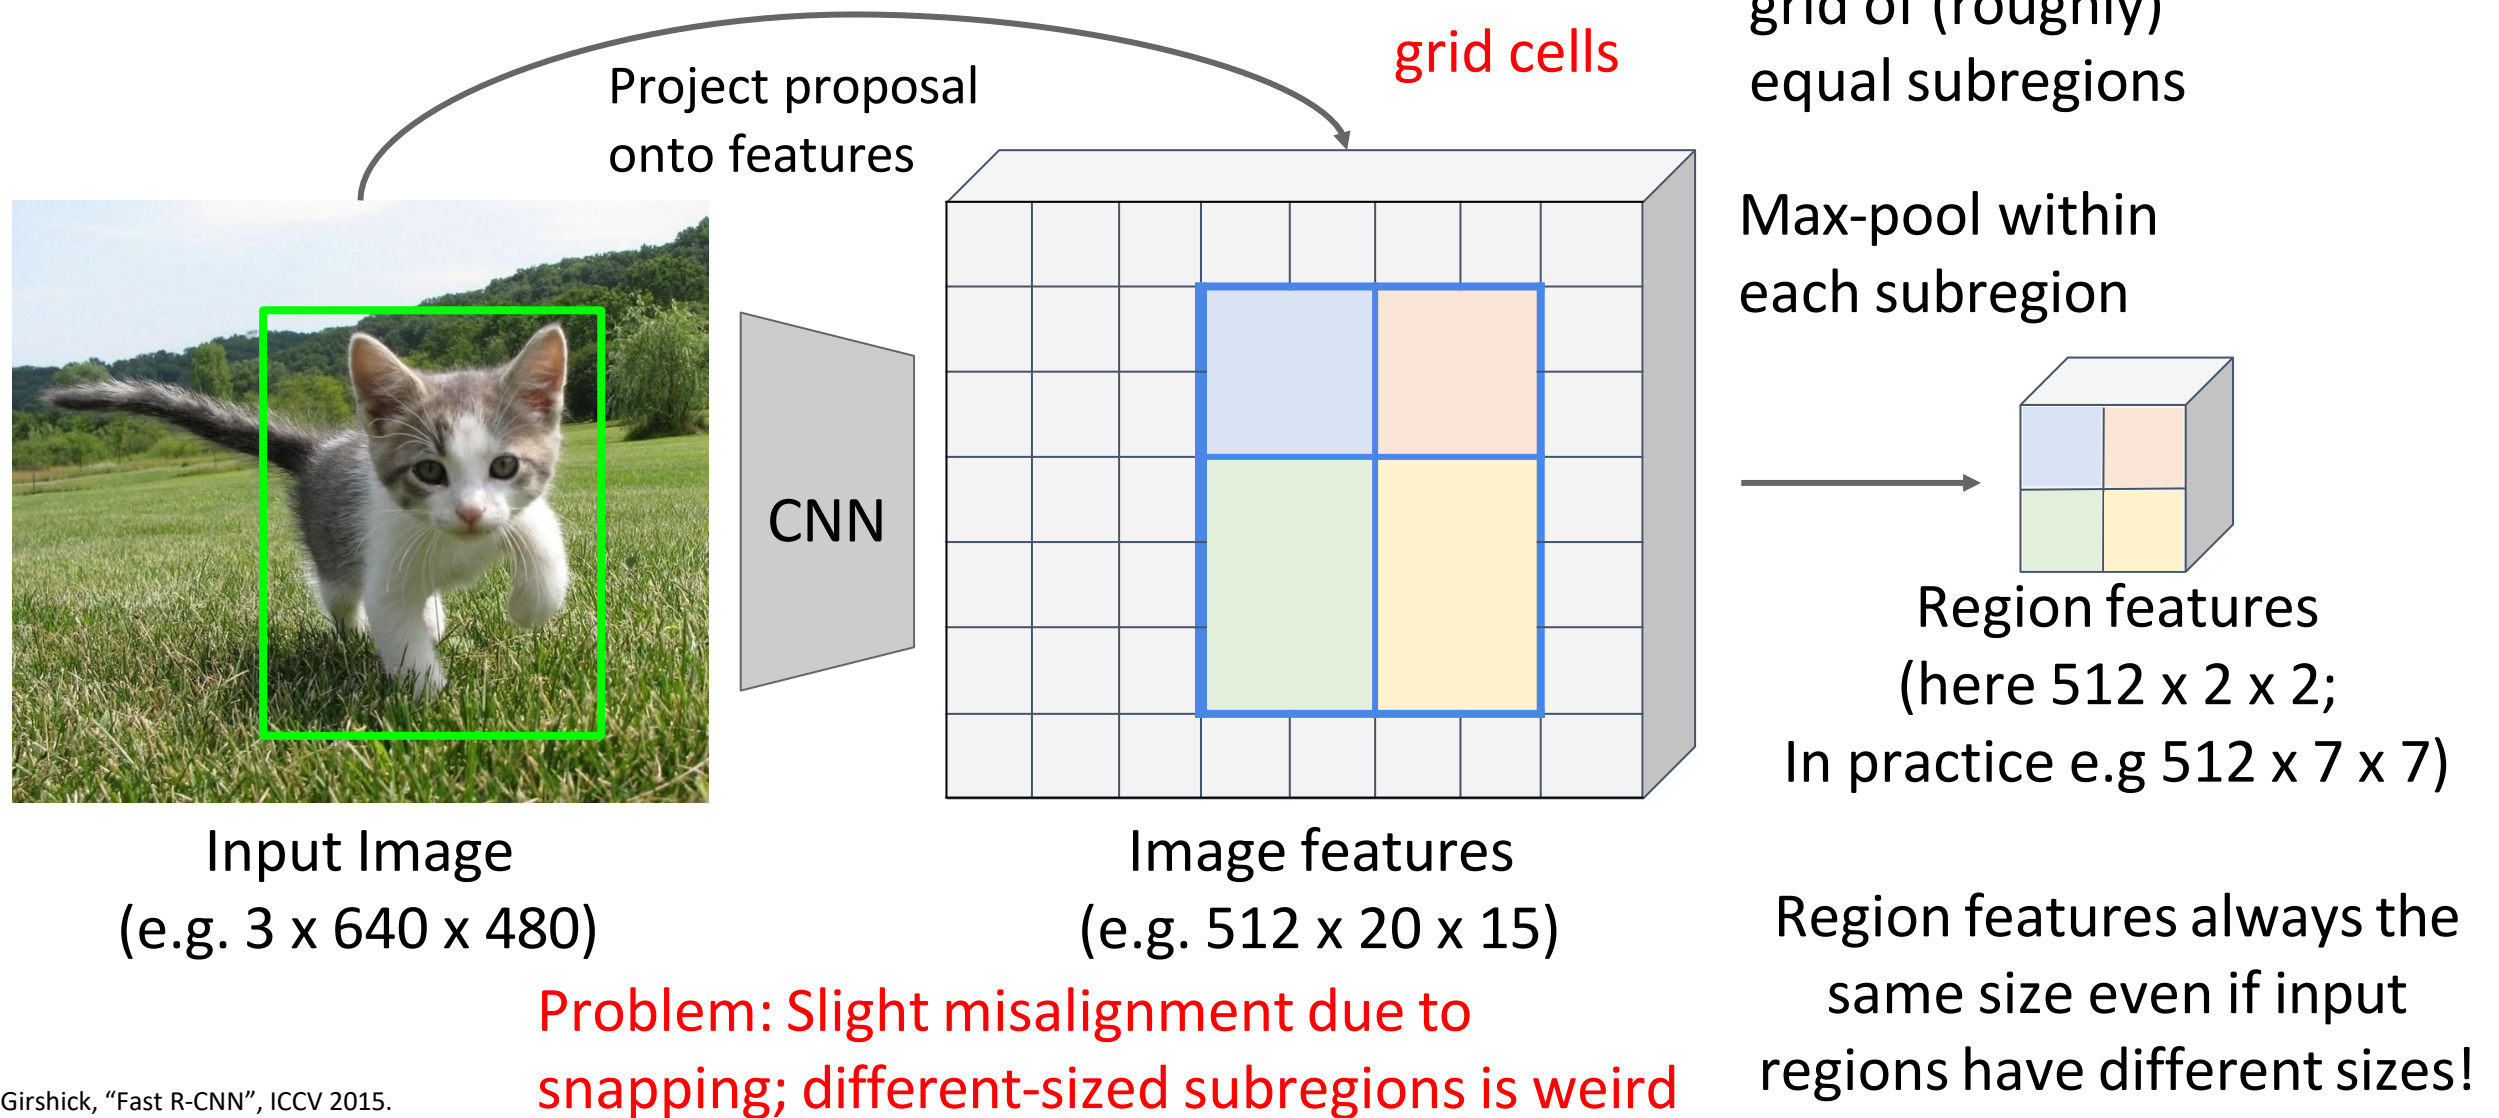 Project proposal
onto features
grid cells
grid of (roughly)
equal subregions
Max-pool within
each subregion
CNN
Region features
(here 512 x 2 x 2;
In practice e.g 512 x 7 x 7)
Input Image
(e.g. 3 x 640 x 480)
Image features
(e.g. 512 x 20 x 15)
Region features always the
same size even if input
regions have different sizes!
Problem: Slight misalignment due to
snapping; different-sized subregions is weird
Girshick, “Fast R-CNN”, ICCV 2015.